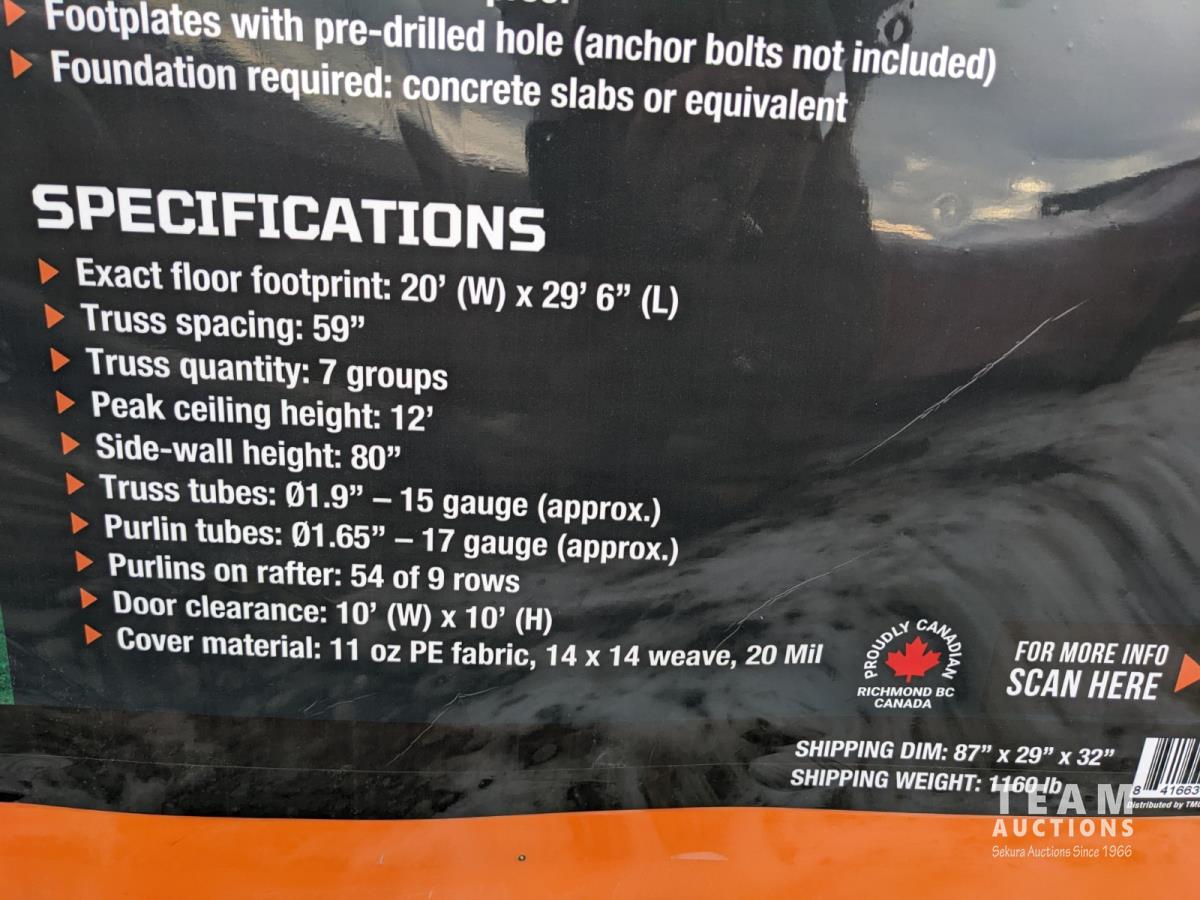 Footplates with pre-drilled hole (anchor bolts not included)
Foundation required: concrete slabs or equivalent
SPECIFICATIONS
Exact floor footprint: 20' (W) x 29' 6” (L)
Truss spacing: 59”
Truss quantity: 7 groups
Peak ceiling height: 12'
Side-wall height: 80”
Truss tubes: Ø1.9” – 15 gauge (approx.)
Purlin tubes: Ø1.65” – 17 gauge (approx.)
Purlins on rafter: 54 of 9 rows
Door clearance: 10' (W) x 10' (H)
Cover material: 11 oz PE fabric, 14 x 14 weave, 20 Mil
PROUDLY CANADIAN
RICHMOND BC
CANADA
FOR MORE INFO
SCAN HERE
SHIPPING DIM: 87” x 29” x 32”
SHIPPING WEIGHT: 1160 lb
8 41663
Distributed by TM
TEAM
AUCTIONS
Sekura Auctions Since 1966